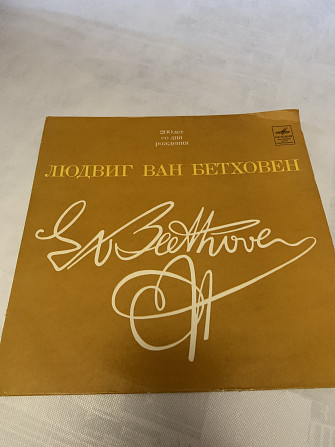 200 лет
со дня
рождения
ЛЮДВИГ ВАН БЕТХОВЕН
L v Beethoven